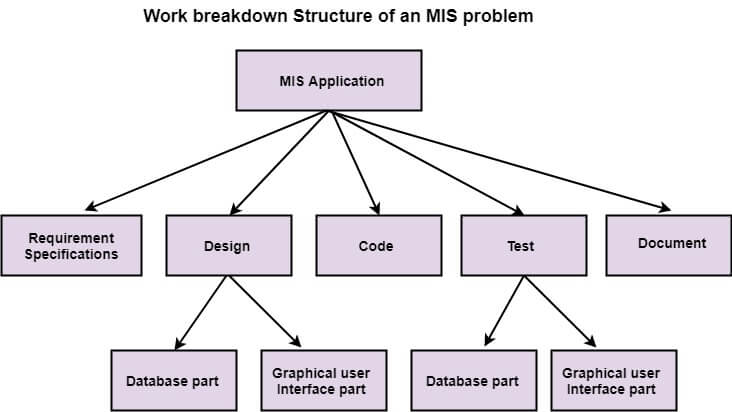 Work breakdown Structure of an MIS problem
MIS Application
Requirement
Specifications
Design
Code
Test
Document
Database part
Graphical user
Interface part
Database part
Graphical user
Interface part